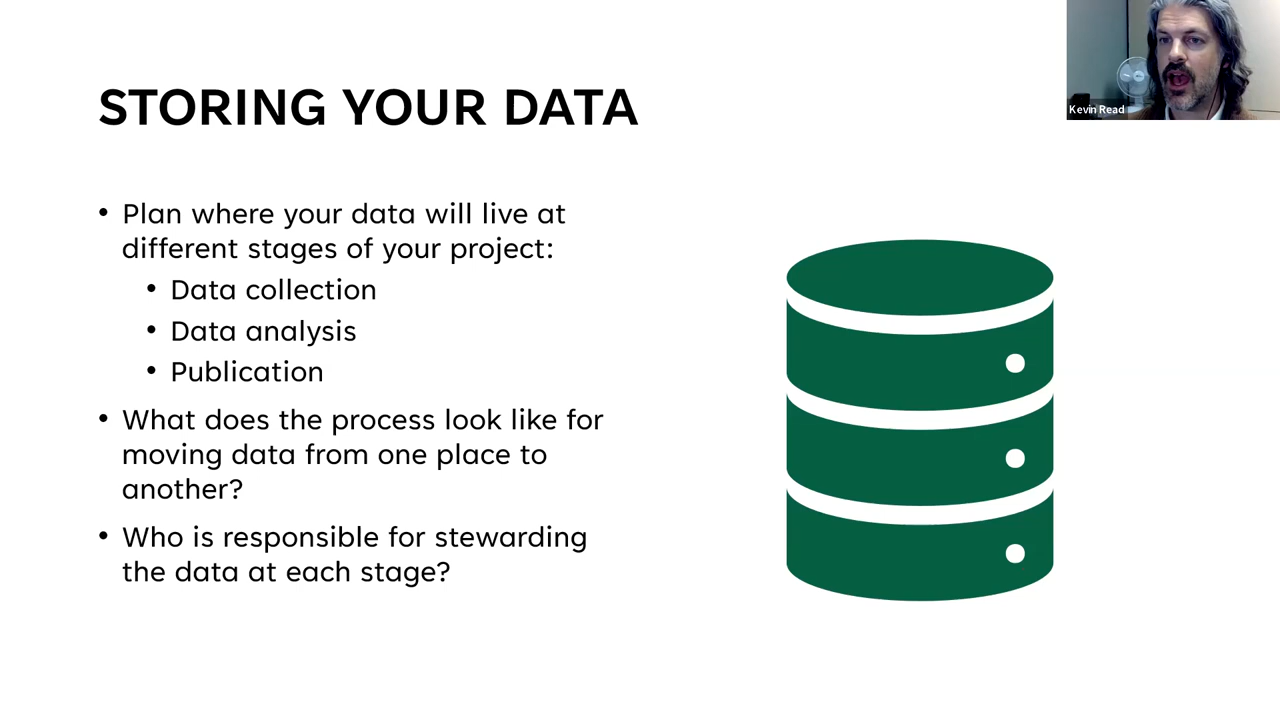 STORING YOUR DATA
Kevin Read
• Plan where your data will live at
different stages of your project:
• Data collection
• Data analysis
• Publication
• What does the process look like for
moving data from one place to
another?
• Who is responsible for stewarding
the data at each stage?